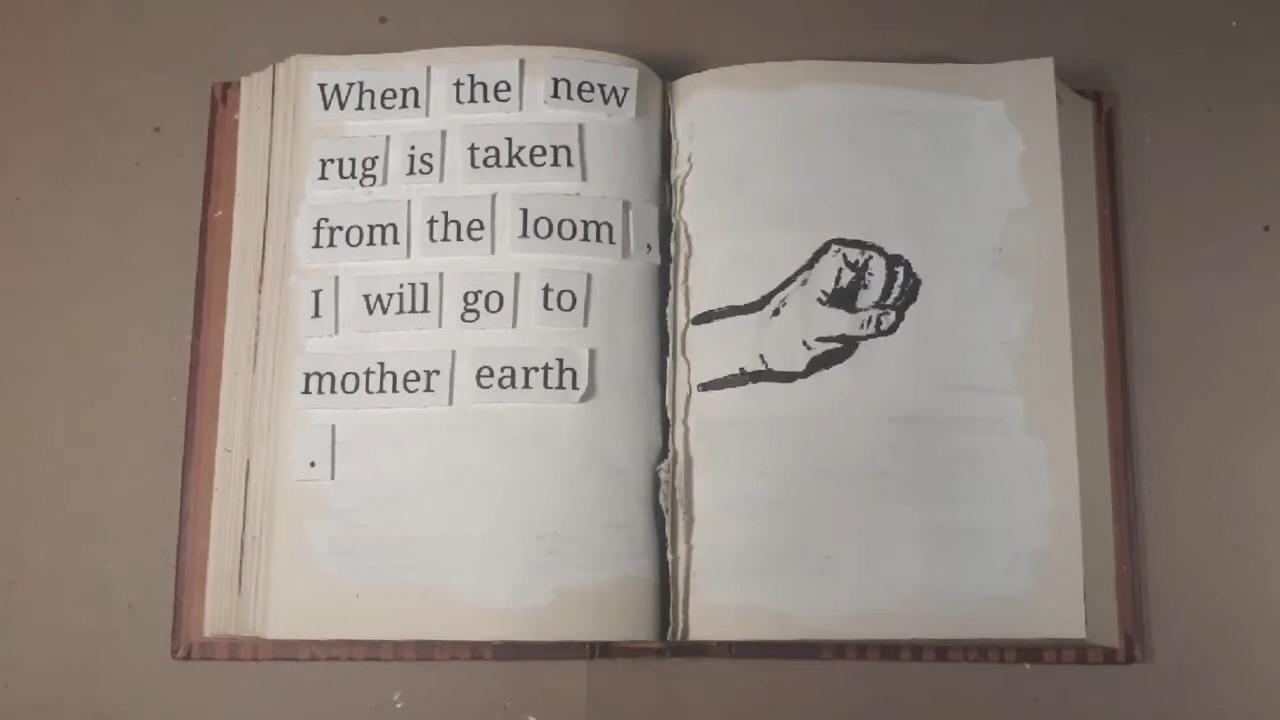 When the new
rug is taken
from the loom ,
I will go to
mother earth
.